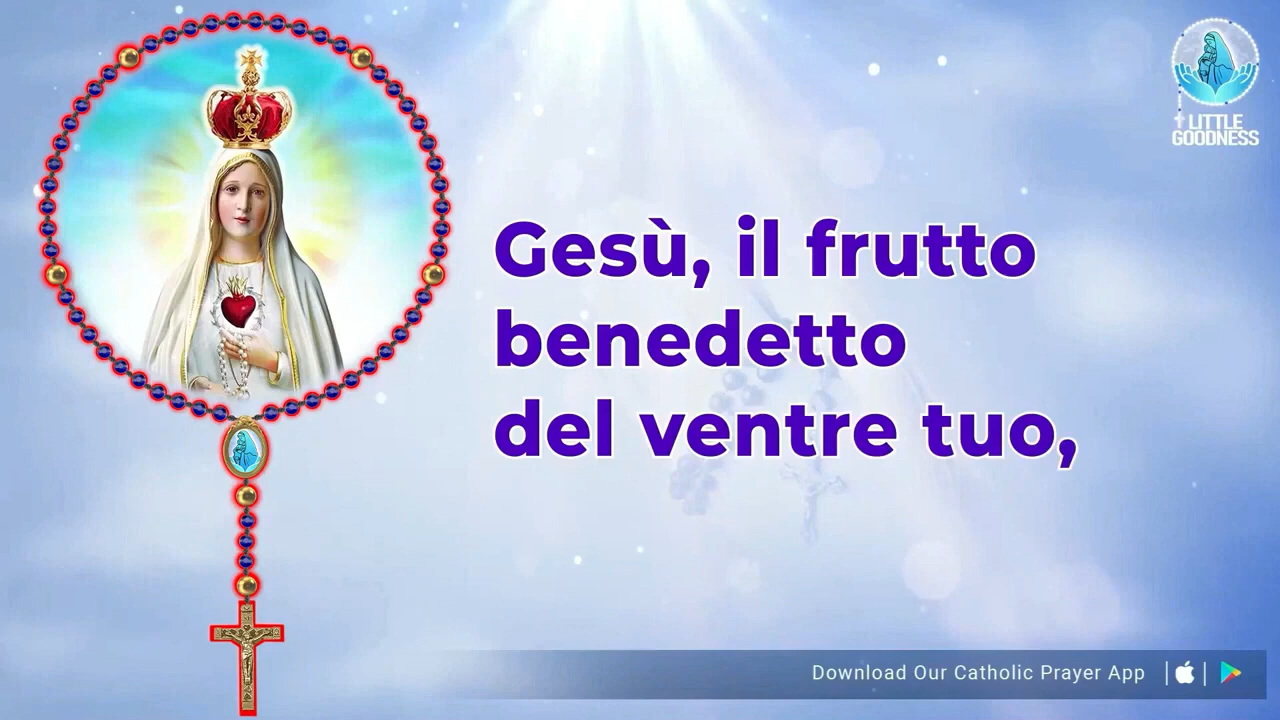 LITTLE
GOODNESS
Gesù, il frutto
benedetto
del ventre tuo,
Download Our Catholic Prayer App